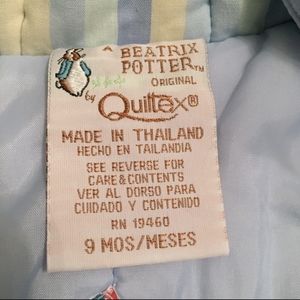 A BEATRIX
POTTER™
ORIGINAL
by Quiltex®
MADE IN THAILAND
HECHO EN TAILANDIA
SEE REVERSE FOR
CARE & CONTENTS
VER AL DORSO PARA
CUIDADO Y CONTENIDO
RN 19460
9 MOS/MESES